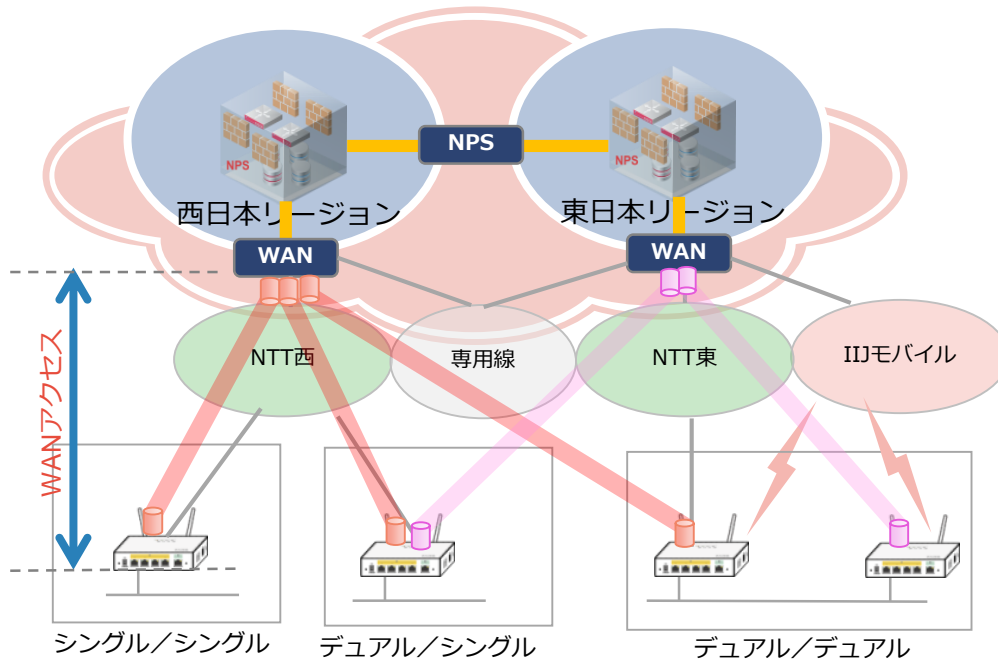 NPS
NPS
NPS
西日本リージョン
東日本リージョン
WAN
WAN
WANアクセス
NTT西
専用線
NTT東
IIJモバイル
シングル／シングル
デュアル／シングル
デュアル／デュアル